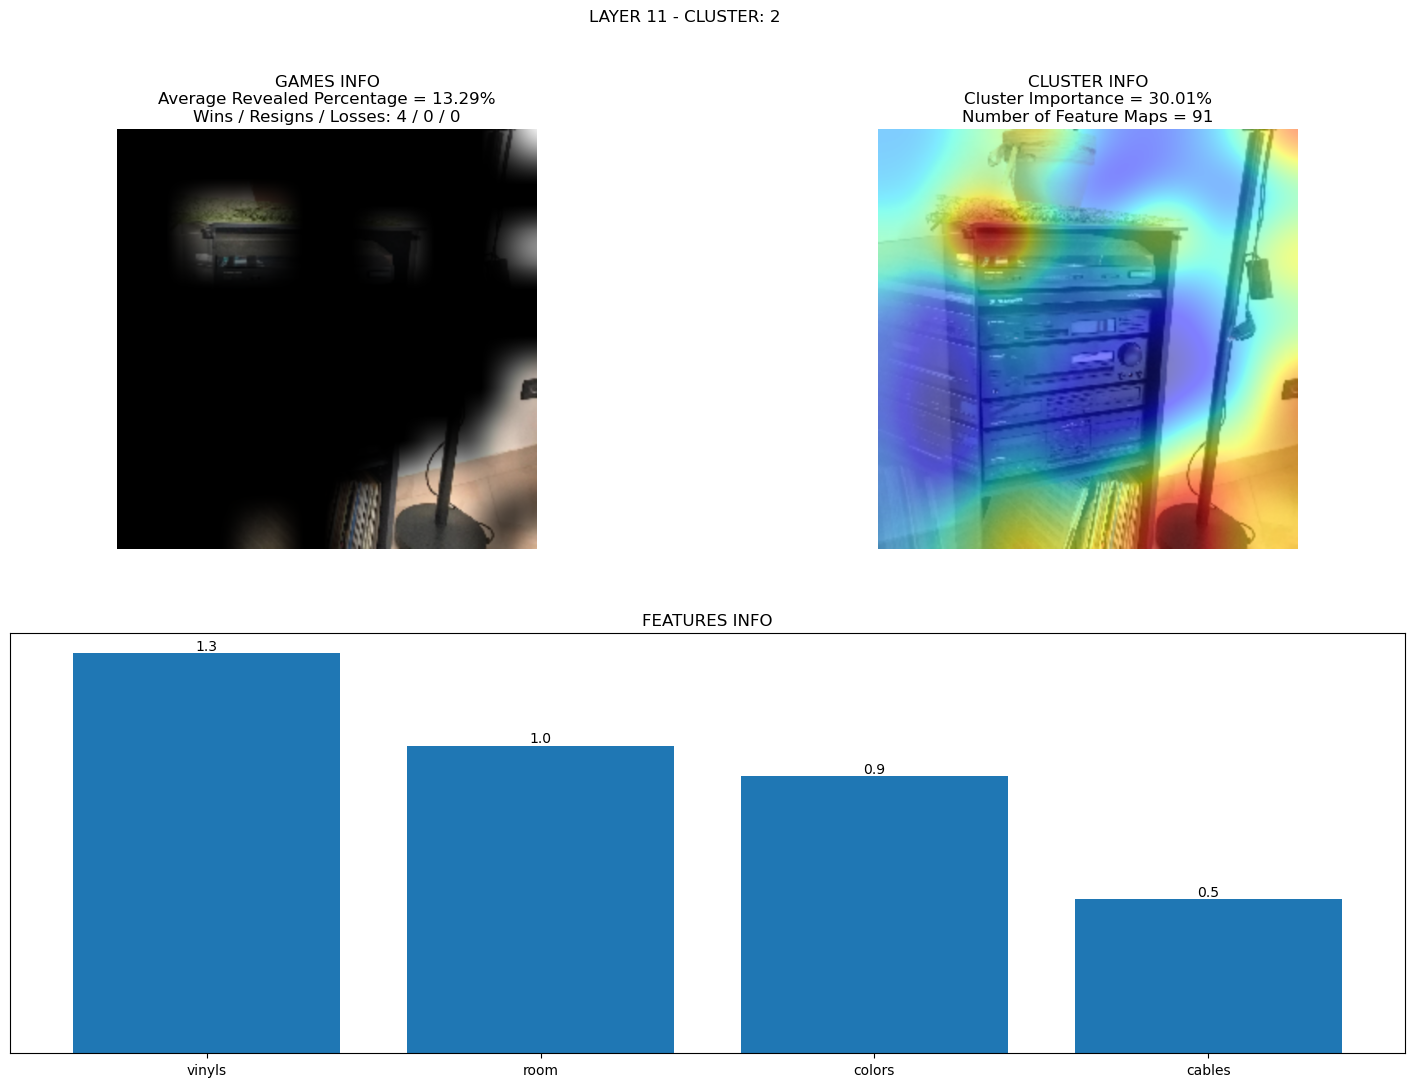 LAYER 11 - CLUSTER: 2
GAMES INFO
Average Revealed Percentage = 13.29%
Wins / Resigns / Losses: 4 / 0 / 0
CLUSTER INFO
Cluster Importance = 30.01%
Number of Feature Maps = 91
FEATURES INFO
1.3
1.0
0.9
0.5
vinyls
room
colors
cables